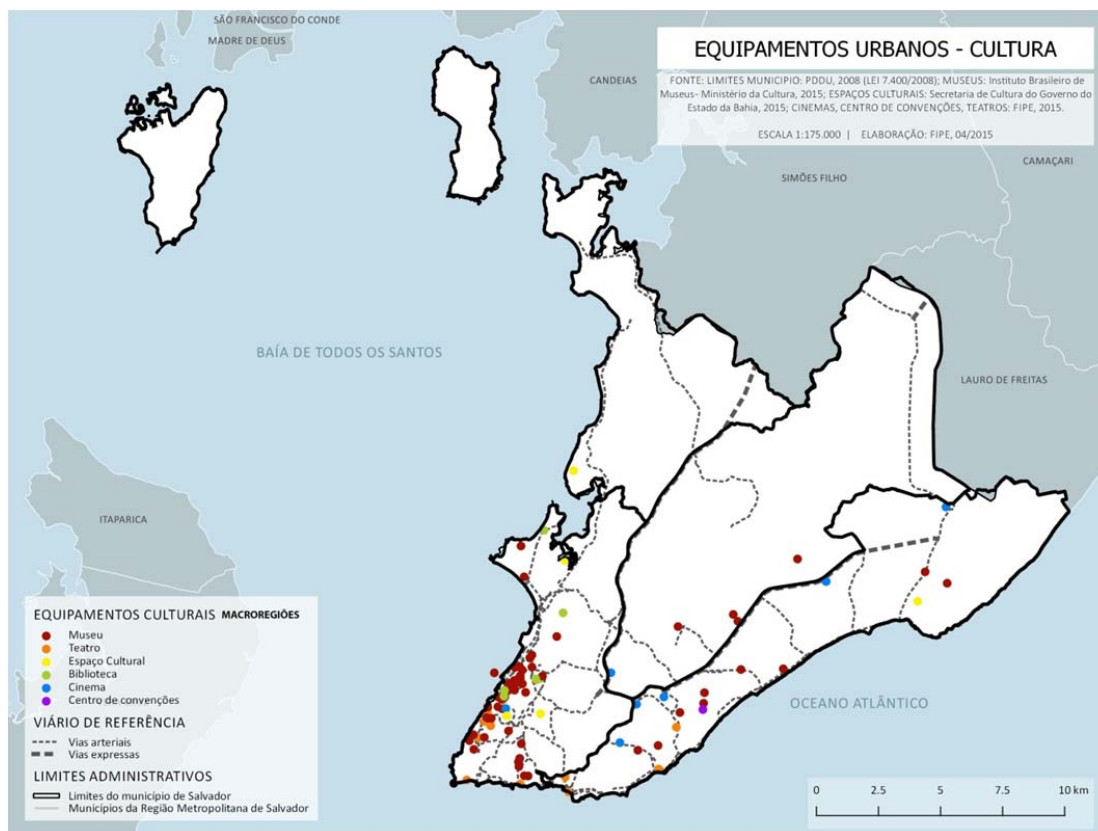 SÃO FRANCISCO DO CONDE
MADRE DE DEUS
CANDEIAS
EQUIPAMENTOS URBANOS - CULTURA
FONTE: LIMITES MUNICIPIO: PDDU, 2008 (LEI 7.400/2008); MUSEUS: Instituto Brasileiro de
Museus- Ministério da Cultura, 2015; ESPAÇOS CULTURAIS: Secretaria de Cultura do Governo do
Estado da Bahia, 2015; CINEMAS, CENTRO DE CONVENÇÕES, TEATROS: FIPE, 2015.
ESCALA 1:175.000 | ELABORAÇÃO: FIPE, 04/2015
CAMAÇARI
SIMÕES FILHO
BAÍA DE TODOS OS SANTOS
LAURO DE FREITAS
ITAPARICA
OCEANO ATLÂNTICO
EQUIPAMENTOS CULTURAIS MACROREGIÕES
Museu
Teatro
Espaço Cultural
Biblioteca
Cinema
Centro de convenções
VIÁRIO DE REFERÊNCIA
Vias arteriais
Vias expressas
LIMITES ADMINISTRATIVOS
Limites do município de Salvador
Municípios da Região Metropolitana de Salvador
0 2.5 5 7.5 10 km